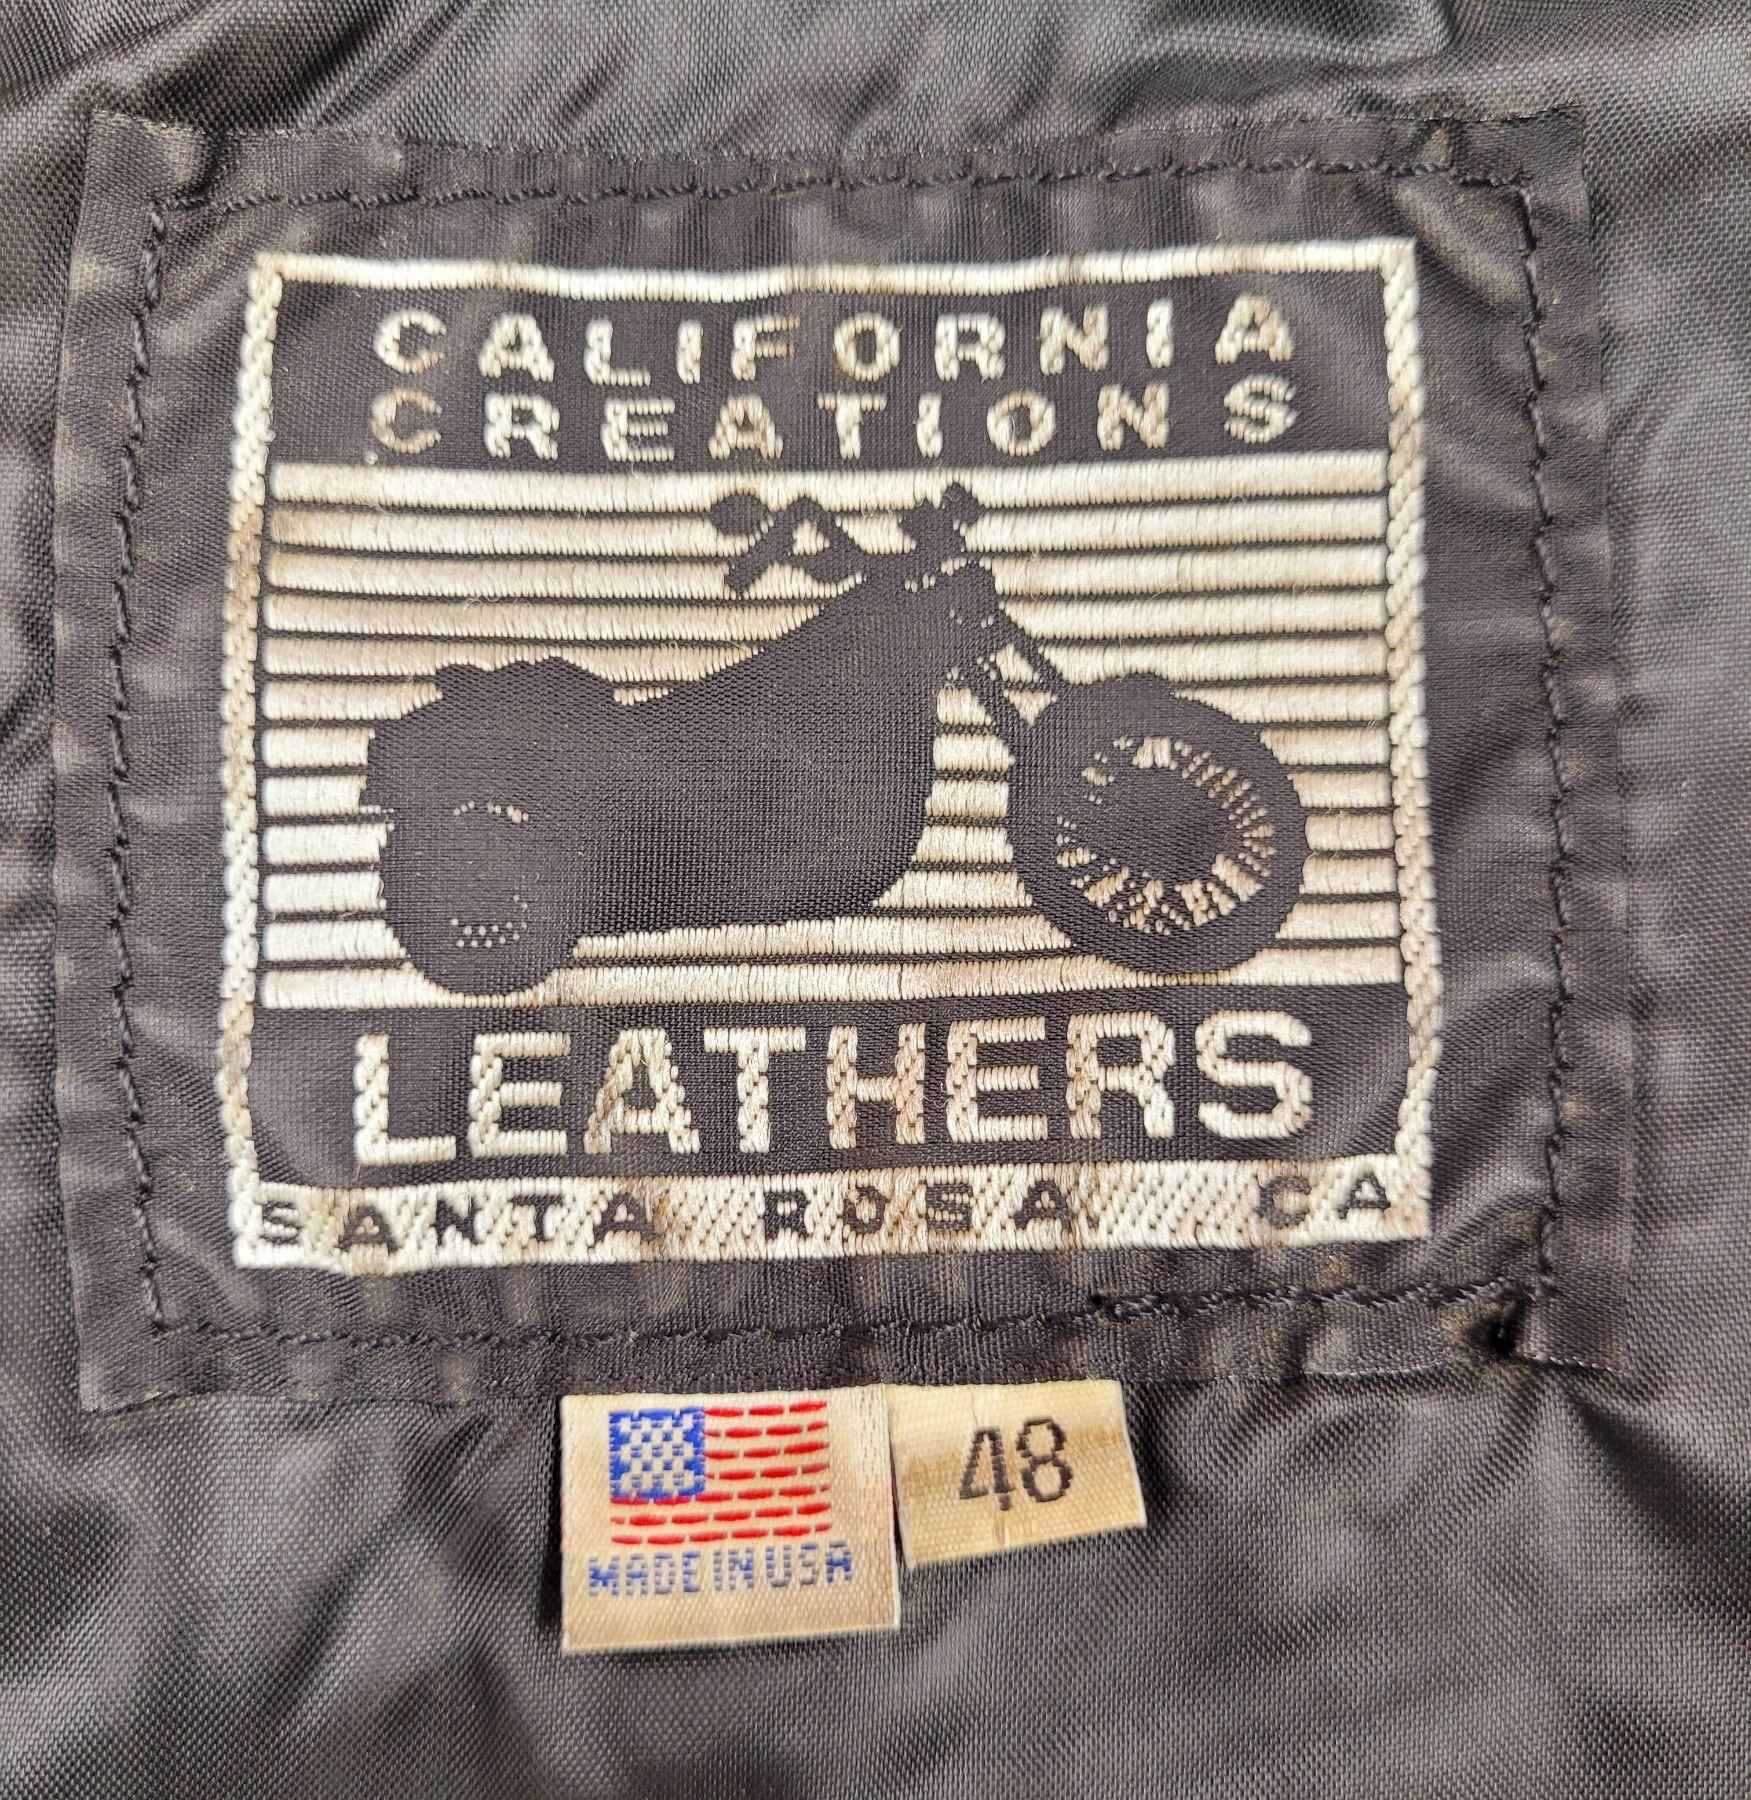 CALIFORNIA
CREATIONS
LEATHERS
SANTA ROSA CA
MADE IN USA
48